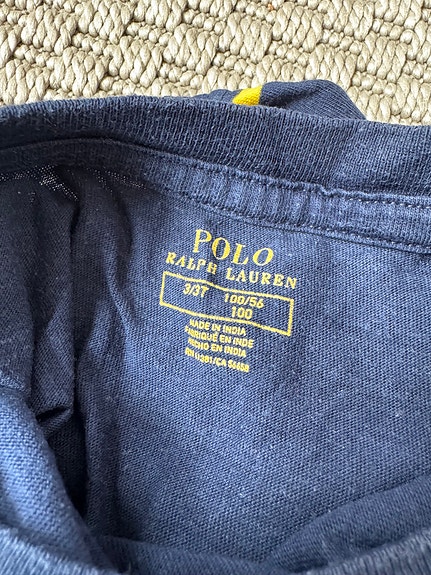 POLO
RALPH LAUREN
3/3T 100/56
100
MADE IN INDIA
FABRIQUÉ EN INDE
HECHO EN INDIA